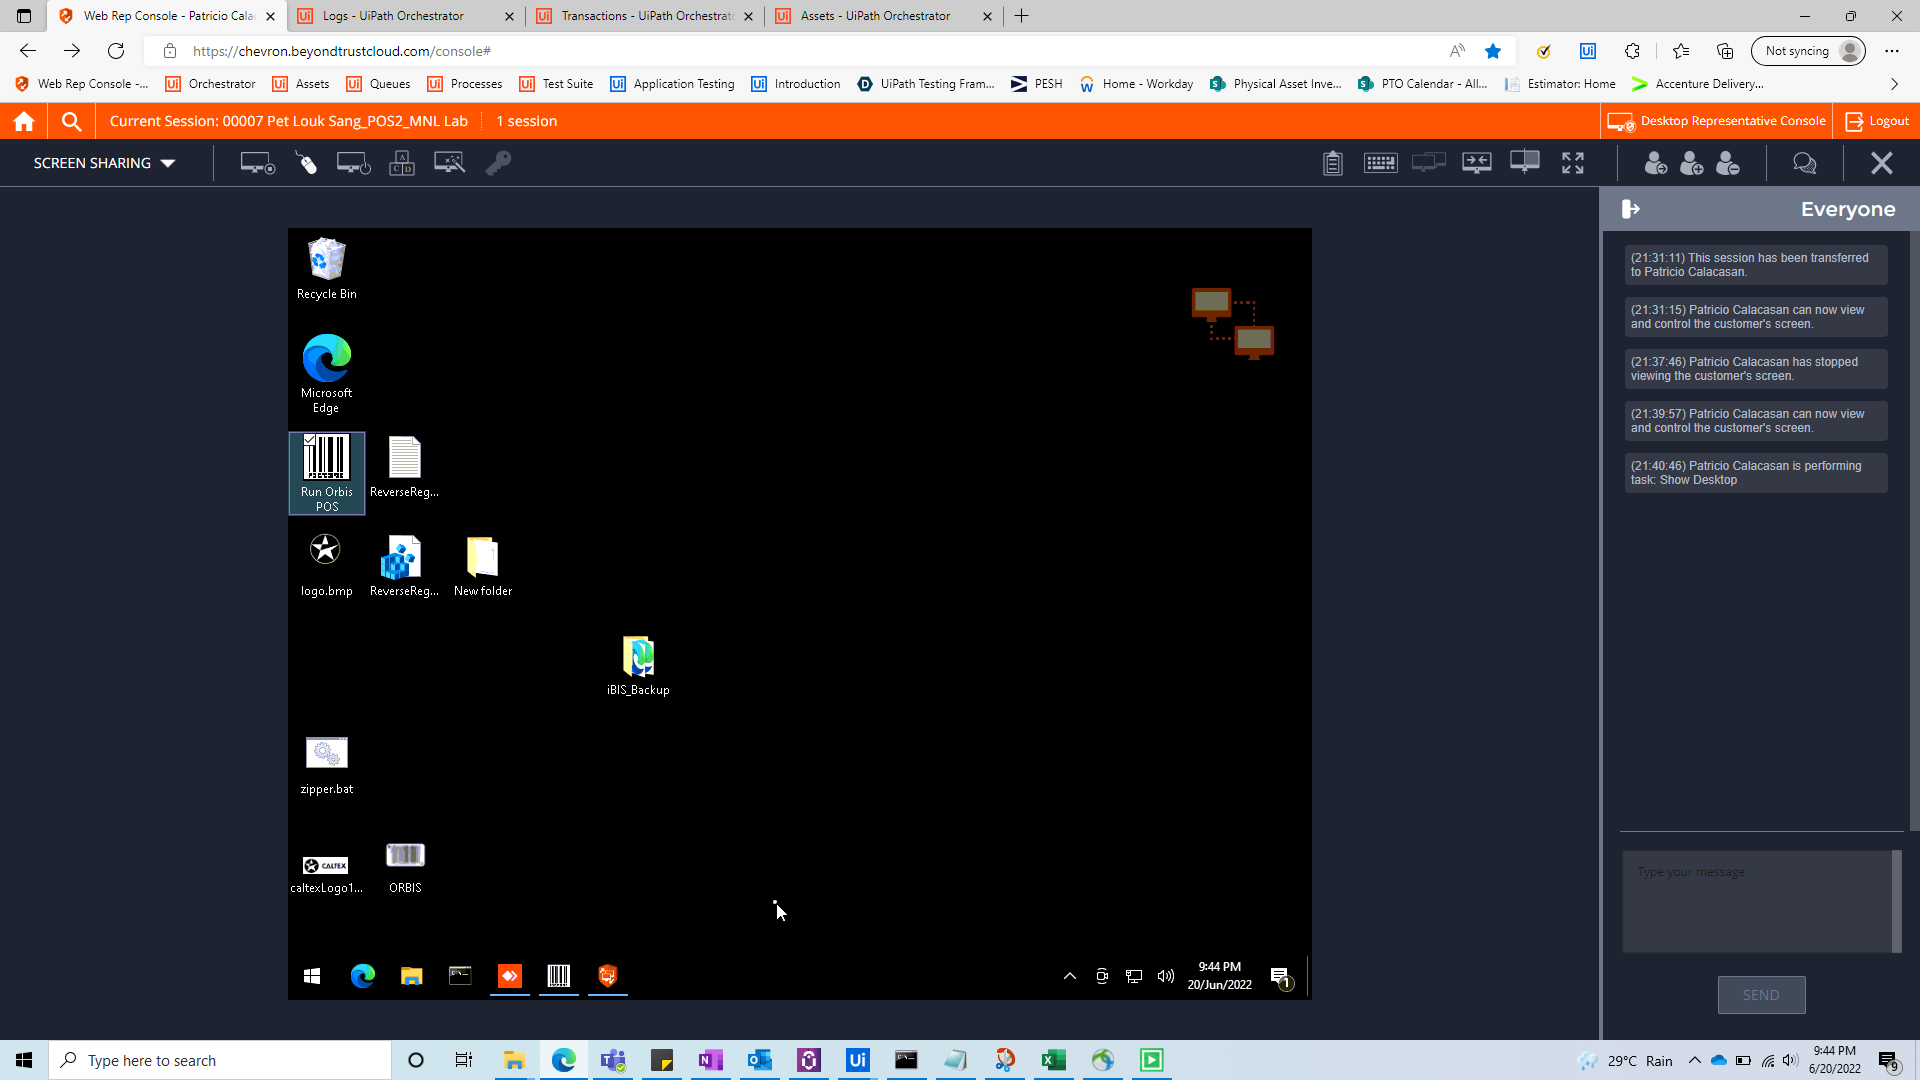 Web Rep Console - Patricio Cala
Logs - UiPath Orchestrator
Transactions - UiPath Orchestrat
Assets - UiPath Orchestrator
https://chevron.beyondtrustcloud.com/console#
Not syncing
Web Rep Console -...
Orchestrator
Assets
Queues
Processes
Test Suite
Application Testing
Introduction
UiPath Testing Fram...
PESH
Home - Workday
Physical Asset Inve...
PTO Calendar - All...
Estimator: Home
Accenture Delivery...
Current Session: 00007 Pet Louk Sang_POS2_MNL Lab
1 session
Desktop Representative Console
Logout
SCREEN SHARING
Everyone
(21:31:11) This session has been transferred
to Patricio Calacasan.
(21:31:15) Patricio Calacasan can now view
and control the customer's screen.
(21:37:46) Patricio Calacasan has stopped
viewing the customer's screen.
(21:39:57) Patricio Calacasan can now view
and control the customer's screen.
(21:40:46) Patricio Calacasan is performing
task: Show Desktop
Recycle Bin
Microsoft
Edge
Run Orbis
POS
ReverseReg...
logo.bmp
ReverseReg...
New folder
iBIS_Backup
zipper.bat
CALTEX
caltexLogo1...
ORBIS
9:44 PM
20/Jun/2022
1
Type your message
SEND
Type here to search
29°C Rain
9:44 PM
6/20/2022
9